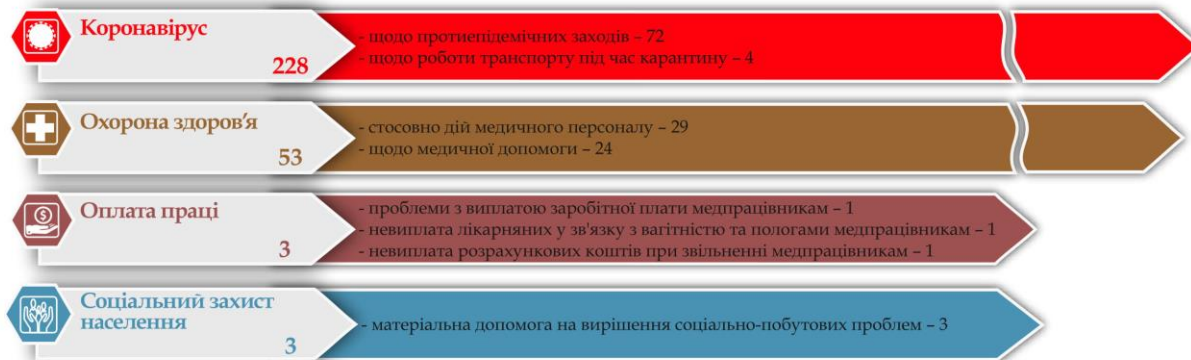 Коронавірус
228
- щодо протиепідемічних заходів – 72
- щодо роботи транспорту під час карантину – 4
Охорона здоров'я
53
- стосовно дій медичного персоналу – 29
- щодо медичної допомоги – 24
Оплата праці
3
- проблеми з виплатою заробітної плати медпрацівникам – 1
- невиплата лікарняних у зв'язку з вагітністю та пологами медпрацівникам – 1
- невиплата розрахункових коштів при звільненні медпрацівникам – 1
Соціальний захист
населення
3
- матеріальна допомога на вирішення соціально-побутових проблем – 3